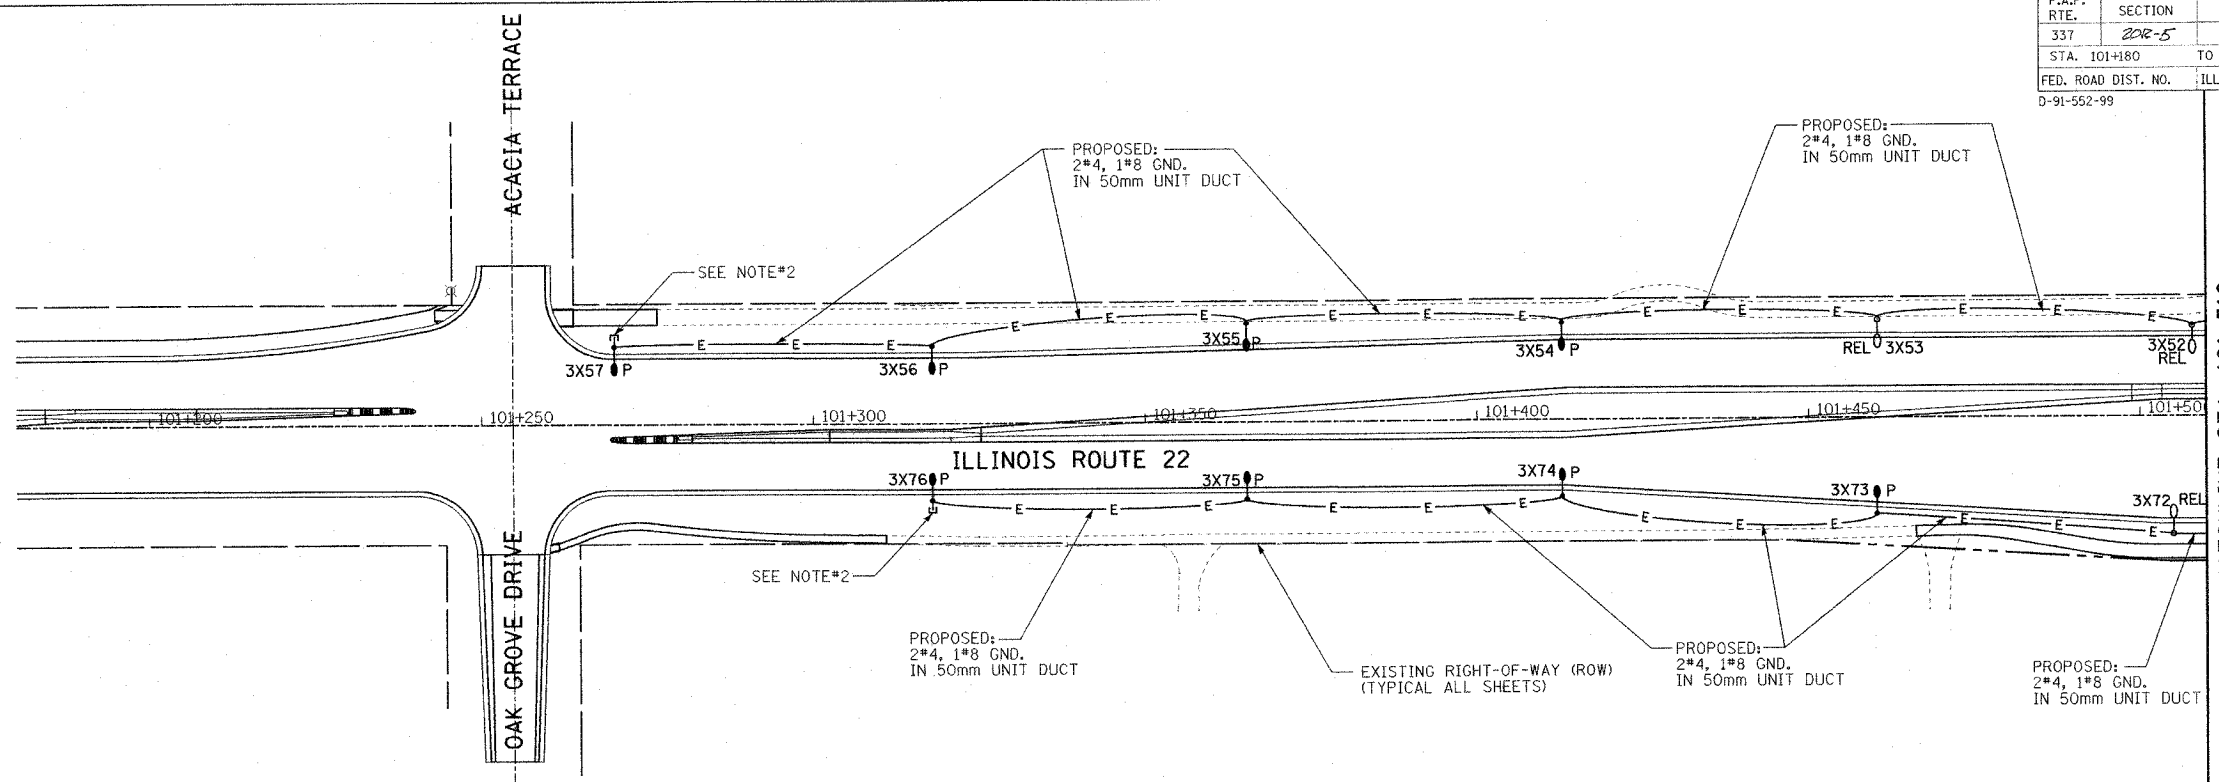 RTE.
SECTION
337
20R-5
STA. 101+180 TO
FED. ROAD DIST. NO.
ILL
D-91-552-99
ACACIA TERRACE
PROPOSED:
2#4, 1#8 GND.
IN 50mm UNIT DUCT
PROPOSED:
2#4, 1#8 GND.
IN 50mm UNIT DUCT
SEE NOTE#2
E E E E E E E E E E E E
3X57 P
3X56 P
3X55 P
3X54 P
REL 3X53
3X52
REL
101+200
101+250
101+300
101+350
101+400
101+450
101+50
ILLINOIS ROUTE 22
3X76 P
3X75 P
3X74 P
3X73 P
3X72 REL
E E E E E E E E E E E E
SEE NOTE#2
OAK GROVE DRIVE
PROPOSED:
2#4, 1#8 GND.
IN 50mm UNIT DUCT
EXISTING RIGHT-OF-WAY (ROW)
(TYPICAL ALL SHEETS)
PROPOSED:
2#4, 1#8 GND.
IN 50mm UNIT DUCT
PROPOSED:
2#4, 1#8 GND.
IN 50mm UNIT DUCT